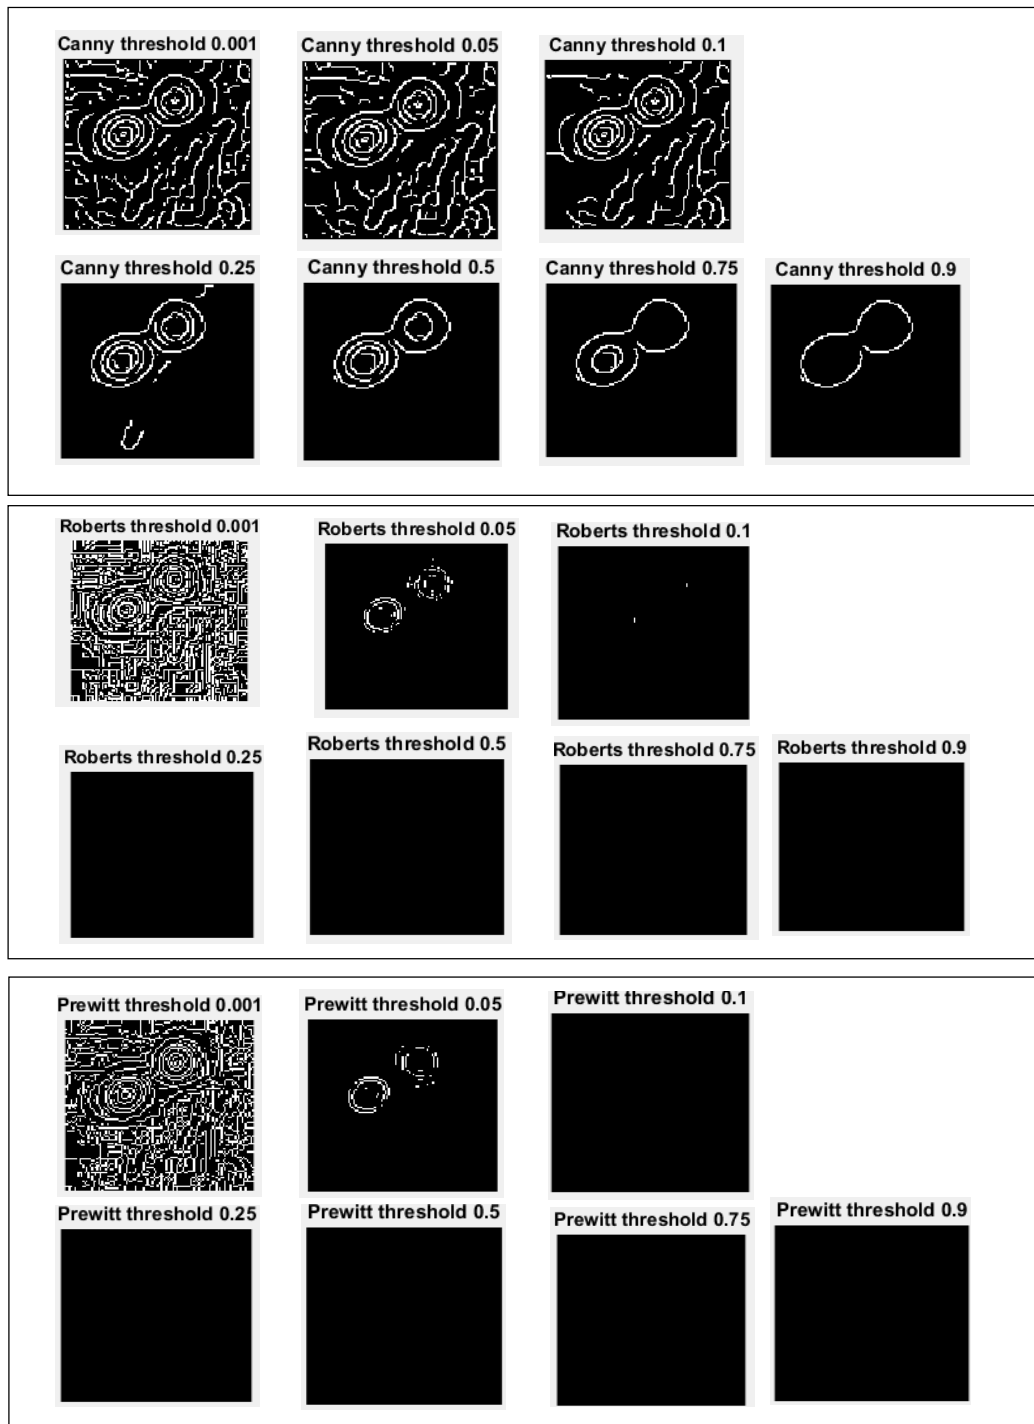 Canny threshold 0.001
Canny threshold 0.05
Canny threshold 0.1
Canny threshold 0.25
Canny threshold 0.5
Canny threshold 0.75
Canny threshold 0.9
Roberts threshold 0.001
Roberts threshold 0.05
Roberts threshold 0.1
Roberts threshold 0.25
Roberts threshold 0.5
Roberts threshold 0.75
Roberts threshold 0.9
Prewitt threshold 0.001
Prewitt threshold 0.05
Prewitt threshold 0.1
Prewitt threshold 0.25
Prewitt threshold 0.5
Prewitt threshold 0.75
Prewitt threshold 0.9